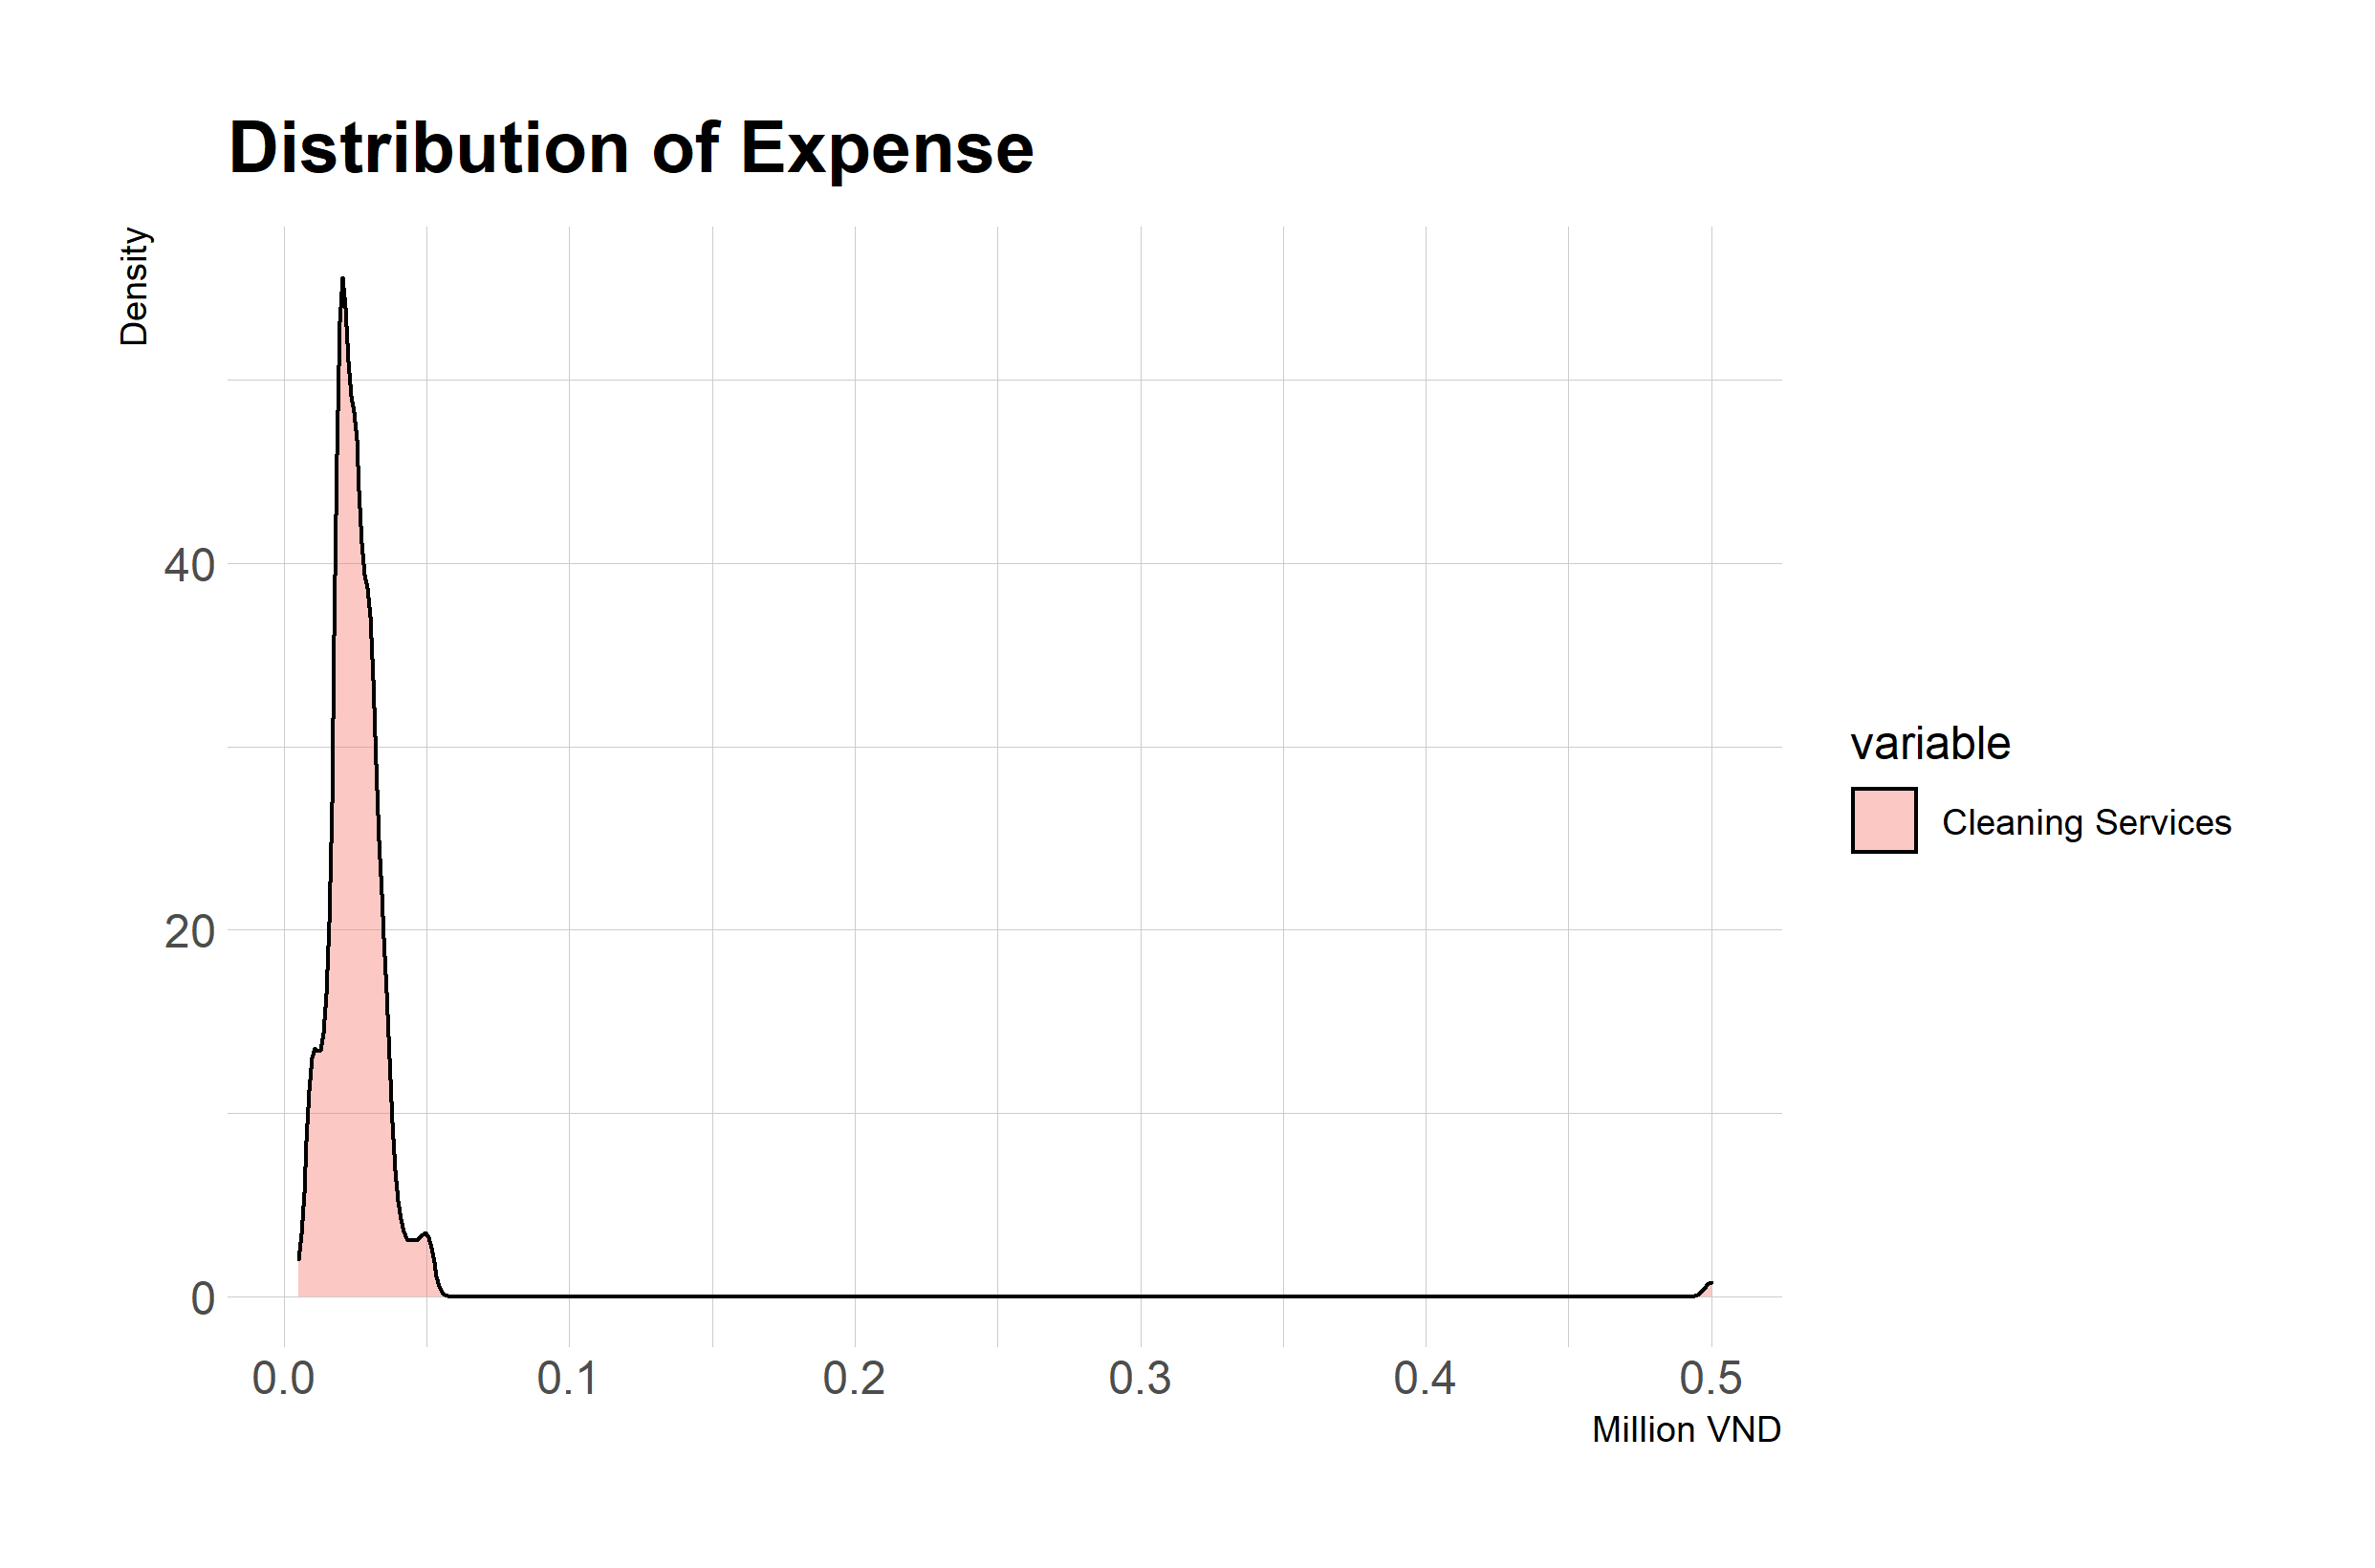 Distribution of Expense
Density
40
20
0
0.0 0.1 0.2 0.3 0.4 0.5
Million VND
variable
Cleaning Services